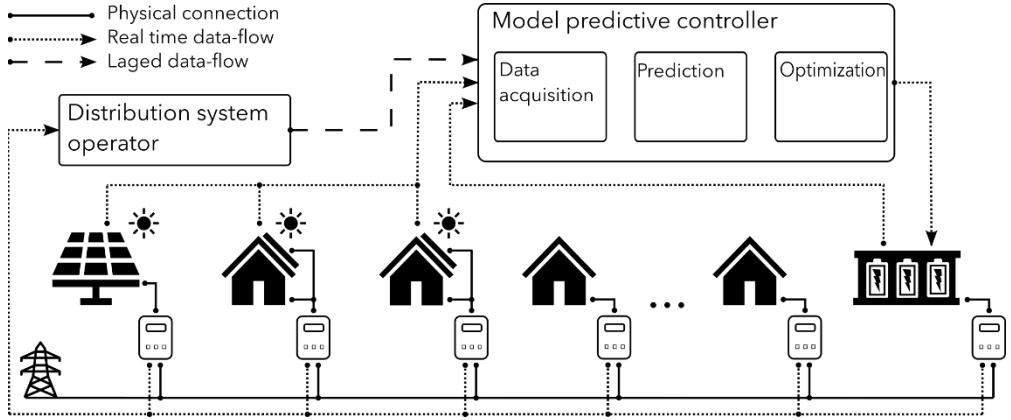 Physical connection
Real time data-flow
Laged data-flow
Model predictive controller
Data
acquisition
Prediction
Optimization
Distribution system
operator